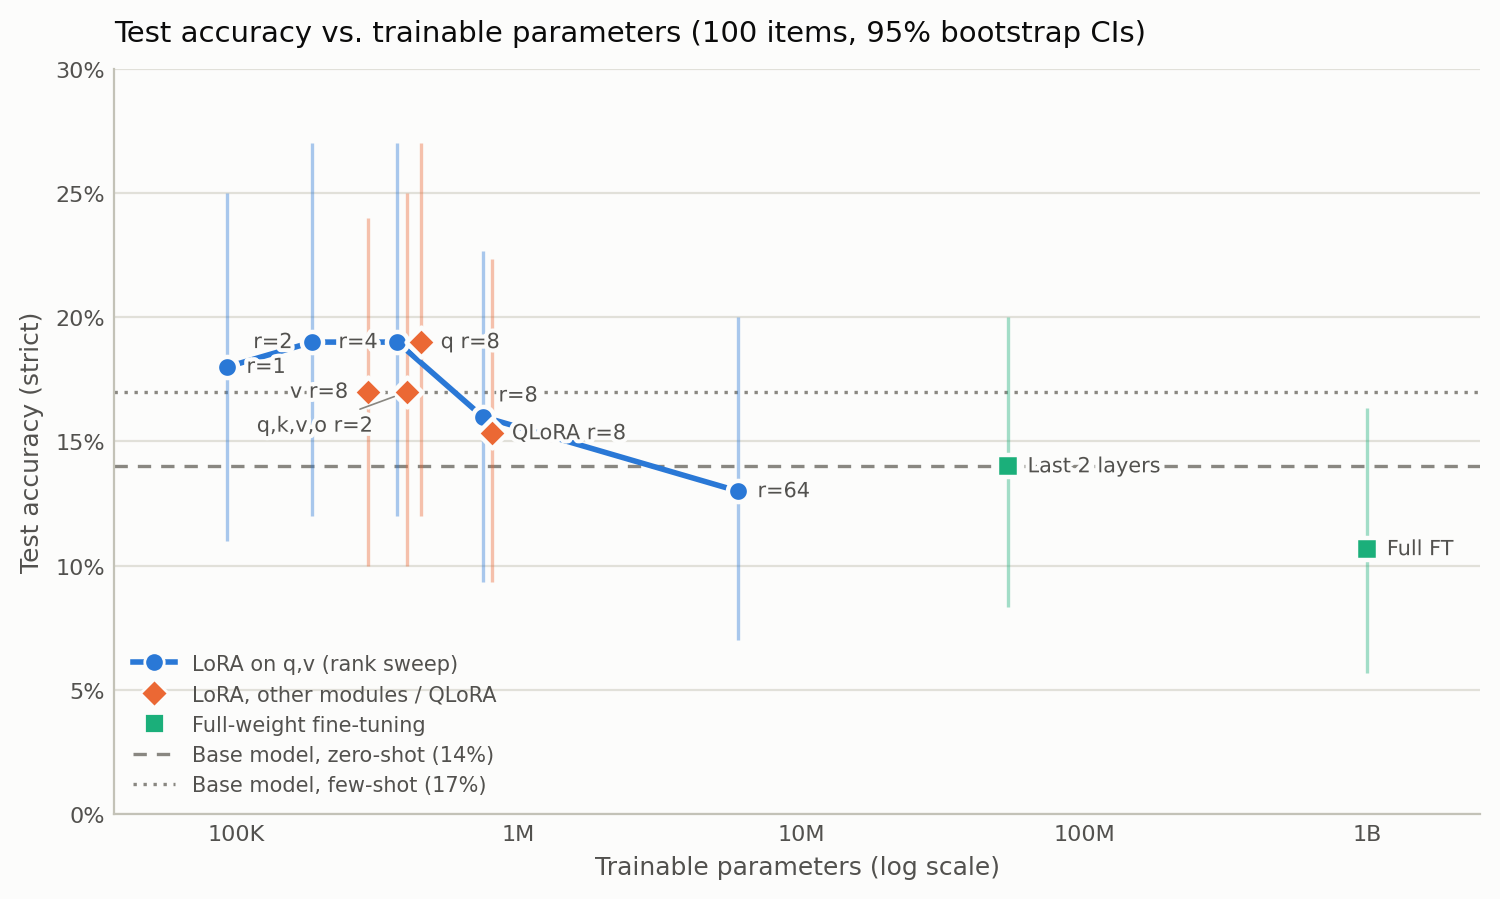 Test accuracy vs. trainable parameters (100 items, 95% bootstrap CIs)
30%
25%
20%
15%
10%
5%
0%
Test accuracy (strict)
r=2
r=4
q r=8
r=1
v r=8
r=8
q,k,v,o r=2
QLoRA r=8
Last-2 layers
r=64
Full FT
LoRA on q,v (rank sweep)
LoRA, other modules / QLoRA
Full-weight fine-tuning
Base model, zero-shot (14%)
Base model, few-shot (17%)
100K
1M
10M
100M
1B
Trainable parameters (log scale)